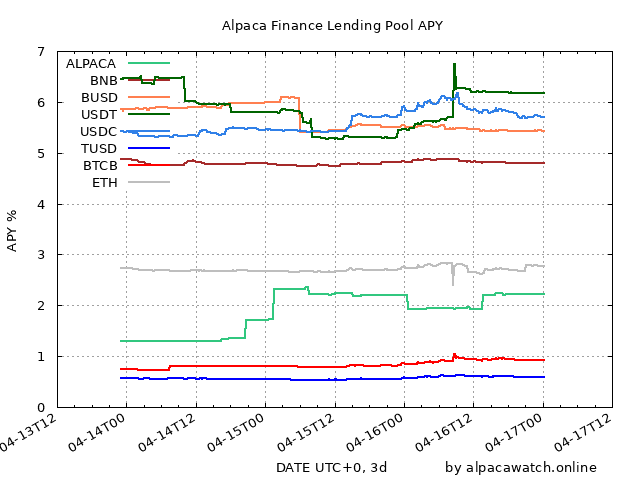 Alpaca Finance Lending Pool APY
7
6
5
4
3
2
1
0
APY %
ALPACA
BNB
BUSD
USDT
USDC
TUSD
BTCB
ETH
04-13T12
04-14T00
04-14T12
04-15T00
04-15T12
04-16T00
04-16T12
04-17T00
04-17T12
DATE UTC+0, 3d
by alpacawatch.online